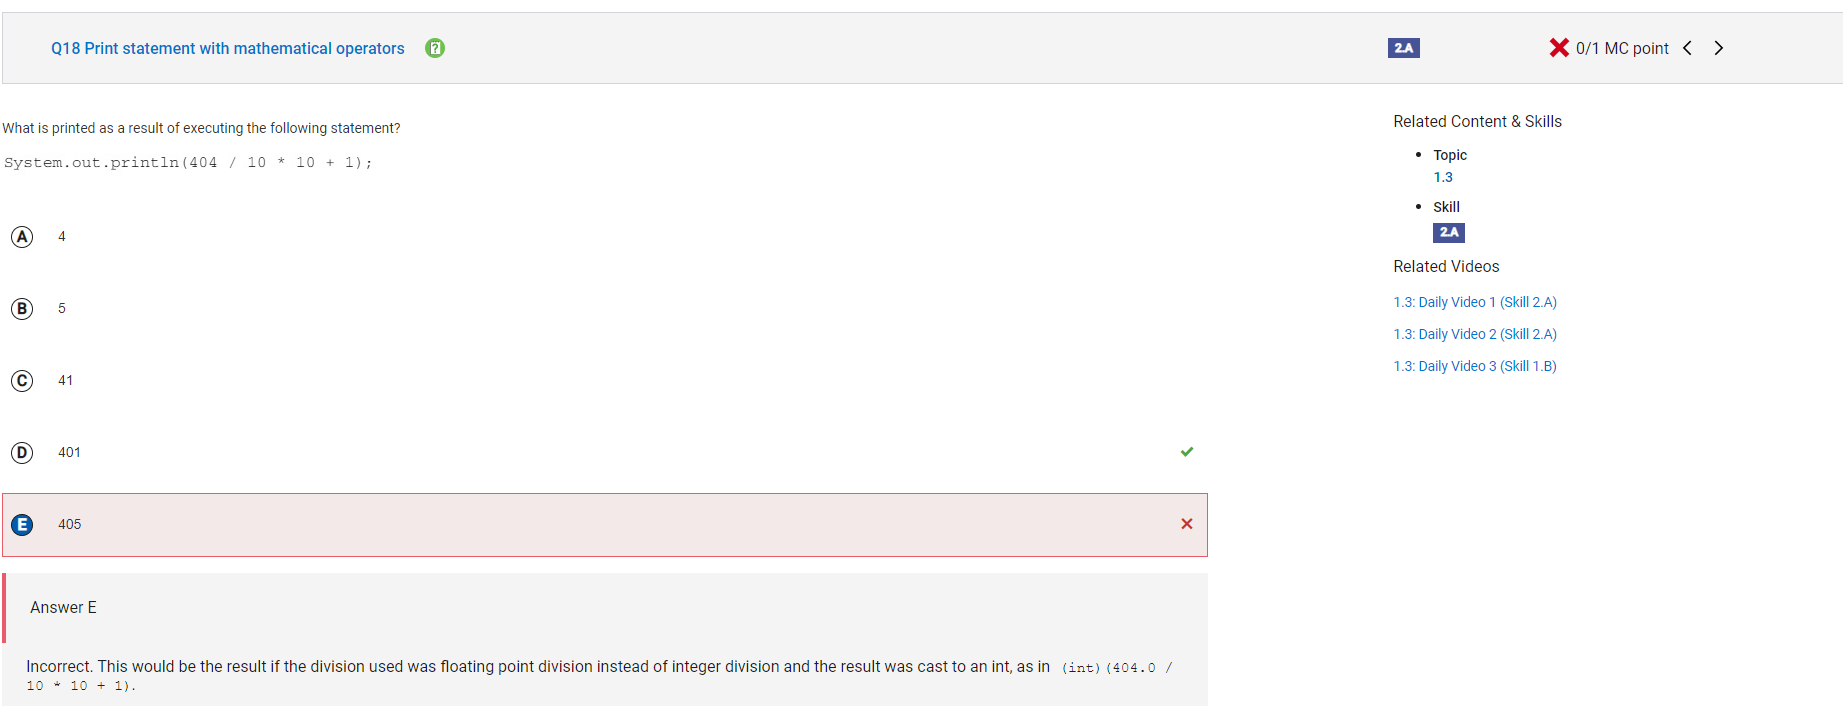 Q18 Print statement with mathematical operators
2.A
0/1 MC point
What is printed as a result of executing the following statement?
System.out.println(404 / 10 * 10 + 1);
A 4
B 5
C 41
D 401
E 405
Answer E
Incorrect. This would be the result if the division used was floating point division instead of integer division and the result was cast to an int, as in (int)(404.0 /
10 * 10 + 1).
Related Content & Skills
• Topic
1.3
• Skill
2.A
Related Videos
1.3: Daily Video 1 (Skill 2.A)
1.3: Daily Video 2 (Skill 2.A)
1.3: Daily Video 3 (Skill 1.B)